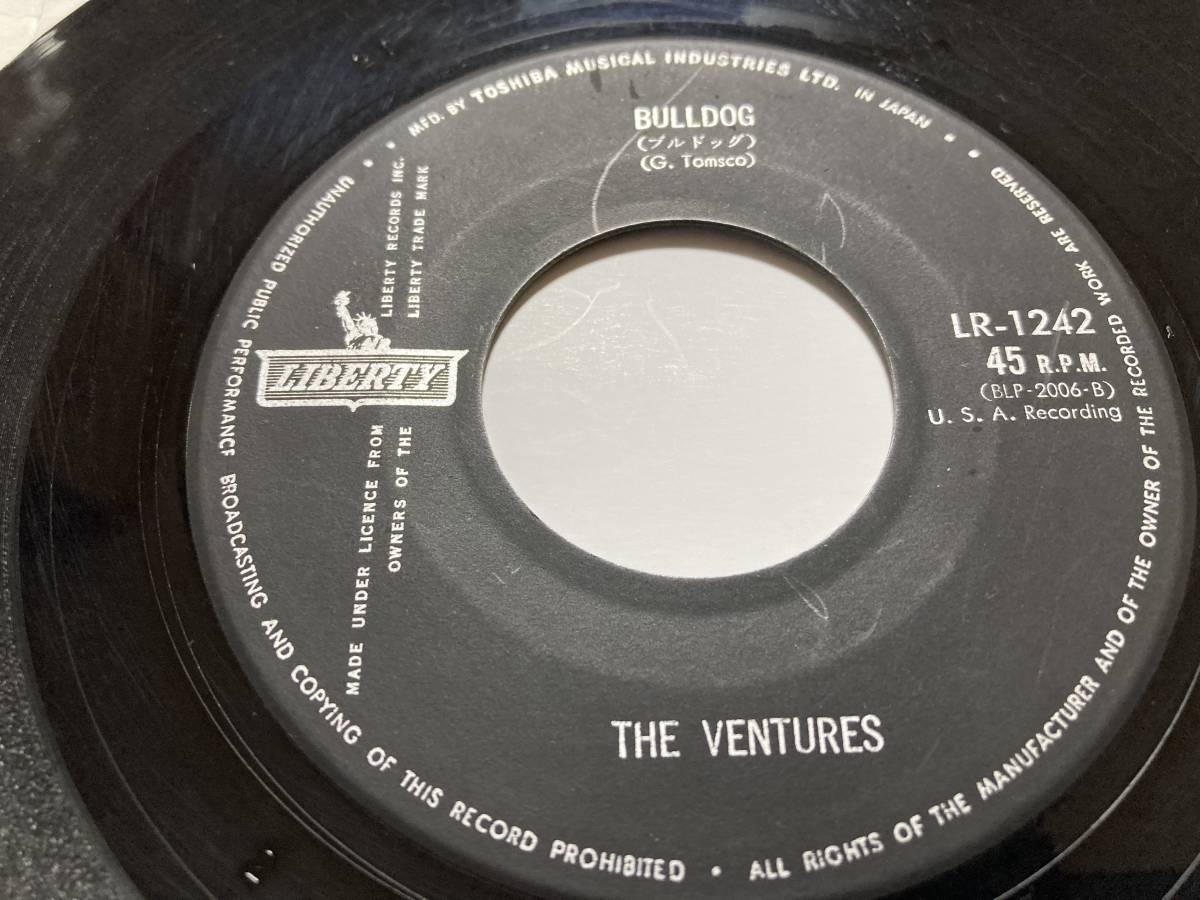 MFD. BY TOSHIBA MUSICAL INDUSTRIES LTD. IN JAPAN
BULLDOG
(ブルドッグ)
(G. Tomsco)
LIBERTY RECORDS INC.
LIBERTY TRADE MARK
LIBERTY
MADE UNDER LICENCE FROM
OWNERS OF THE
LR-1242
45 R.P.M.
(BLP-2006-B)
U. S. A. Recording
THE VENTURES
UNAUTHORIZED PUBLIC PERFORMANCE BROADCASTING AND COPYING OF THIS RECORD PROHIBITED • ALL RIGHTS OF THE MANUFACTURER AND OF THE OWNER OF THE RECORDED WORK ARE RESERVED